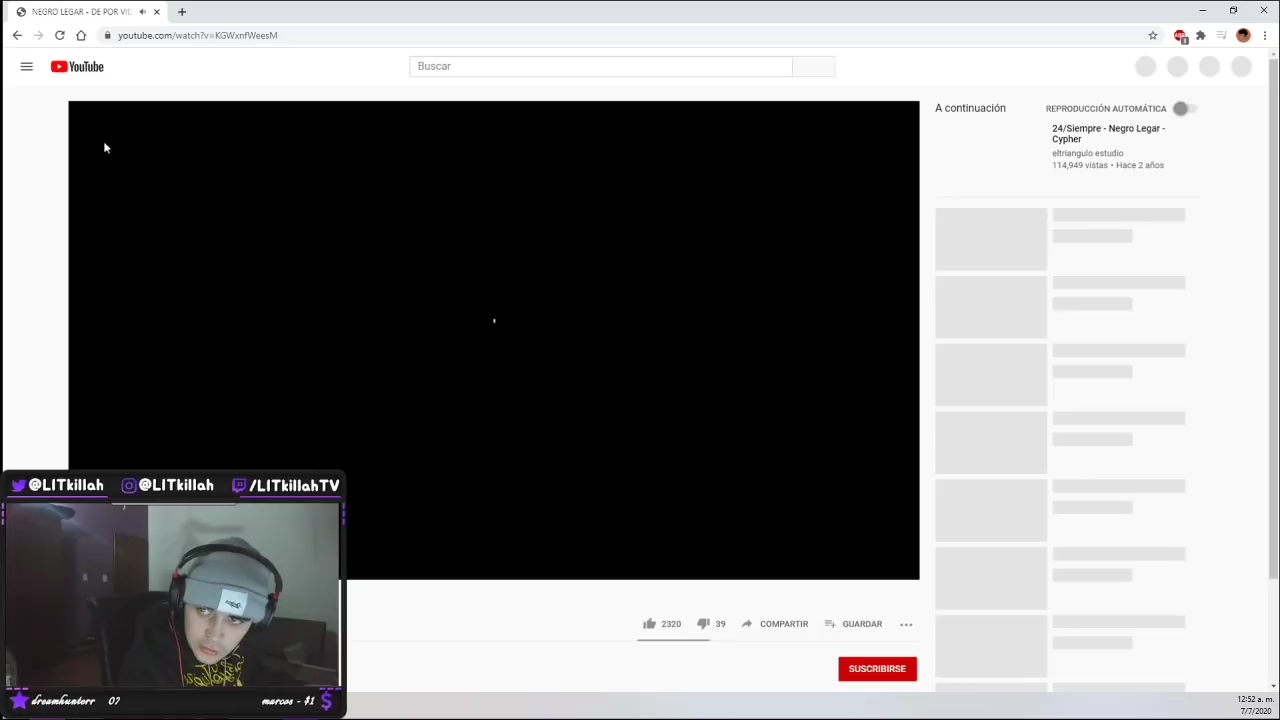 NEGRO LEGAR - DE POR VID
youtube.com/watch?v=KGWxnfWeesM
YouTube
Buscar
A continuación
REPRODUCCIÓN AUTOMÁTICA
24/Siempre - Negro Legar -
Cypher
eltriangulo estudio
114,949 vistas • Hace 2 años
@LITkillah @LITkillah /LITkillahTV
2320 39 COMPARTIR GUARDAR
SUSCRIBIRSE
dreamhunterr 07 marcos - $1
12:52 a. m.
7/7/2020